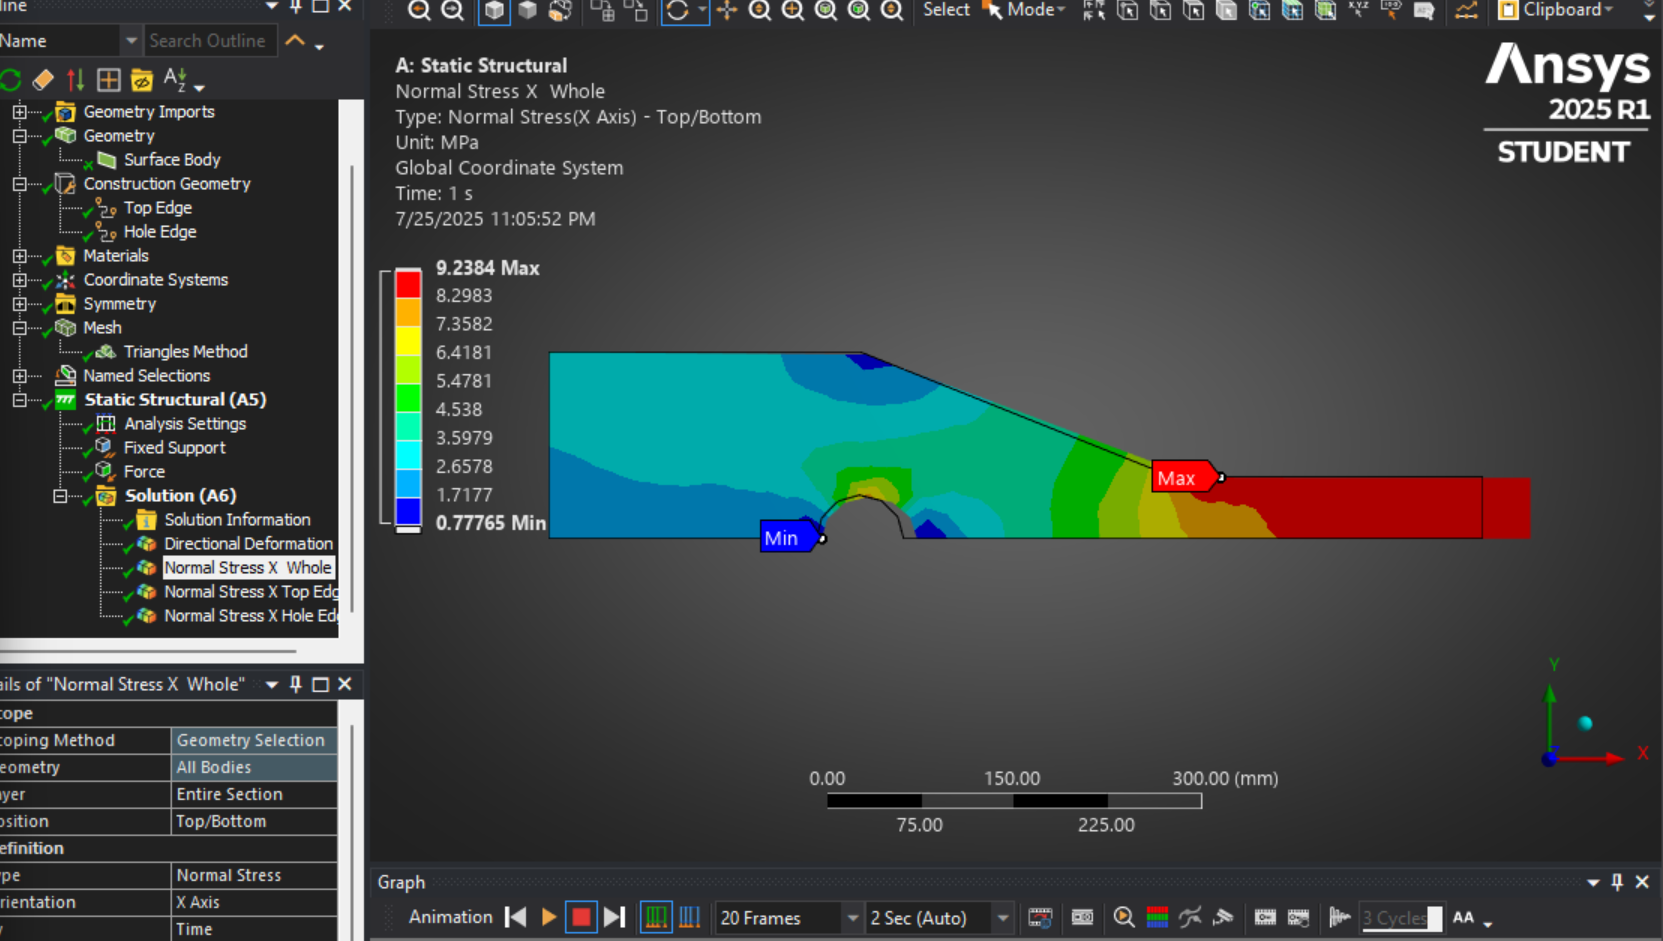 line
Select
Mode
Clipboard
Name
Search Outline
Geometry Imports
Geometry
Surface Body
Construction Geometry
Top Edge
Hole Edge
Materials
Coordinate Systems
Symmetry
Mesh
Triangles Method
Named Selections
Static Structural (A5)
Analysis Settings
Fixed Support
Force
Solution (A6)
Solution Information
Directional Deformation
Normal Stress X  Whole
Normal Stress X Top Edg
Normal Stress X Hole Ed
ails of "Normal Stress X  Whole"
cope
coping Method Geometry Selection
eometry All Bodies
ayer Entire Section
osition Top/Bottom
efinition
ype Normal Stress
rientation X Axis
y Time
A: Static Structural
Normal Stress X  Whole
Type: Normal Stress(X Axis) - Top/Bottom
Unit: MPa
Global Coordinate System
Time: 1 s
7/25/2025 11:05:52 PM
Ansys
2025 R1
STUDENT
9.2384 Max
8.2983
7.3582
6.4181
5.4781
4.538
3.5979
2.6578
1.7177
0.77765 Min
Max
Min
0.00 150.00 300.00 (mm)
75.00 225.00
Y
Z
X
Graph
Animation 20 Frames 2 Sec (Auto) 3 Cycles AA